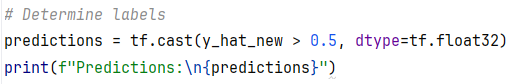 # Determine labels
predictions = tf.cast(y_hat_new > 0.5, dtype=tf.float32)
print(f"Predictions:\n{predictions}")